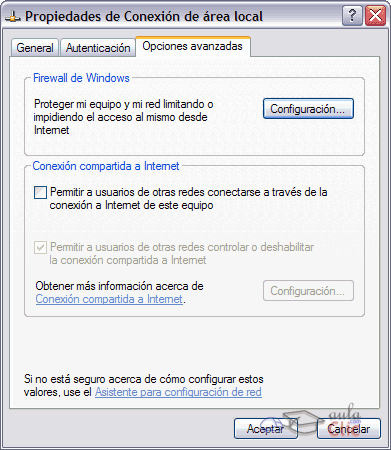 Propiedades de Conexión de área local
General
Autenticación
Opciones avanzadas
Firewall de Windows
Proteger mi equipo y mi red limitando o
impidiendo el acceso al mismo desde
Internet
Configuración...
Conexión compartida a Internet
Permitir a usuarios de otras redes conectarse a través de la
conexión a Internet de este equipo
Permitir a usuarios de otras redes controlar o deshabilitar
la conexión compartida a Internet
Obtener más información acerca de
Conexión compartida a Internet.
Configuración...
Si no está seguro acerca de cómo configurar estos
valores, use el Asistente para configuración de red
aula
Clic
Aceptar
Cancelar